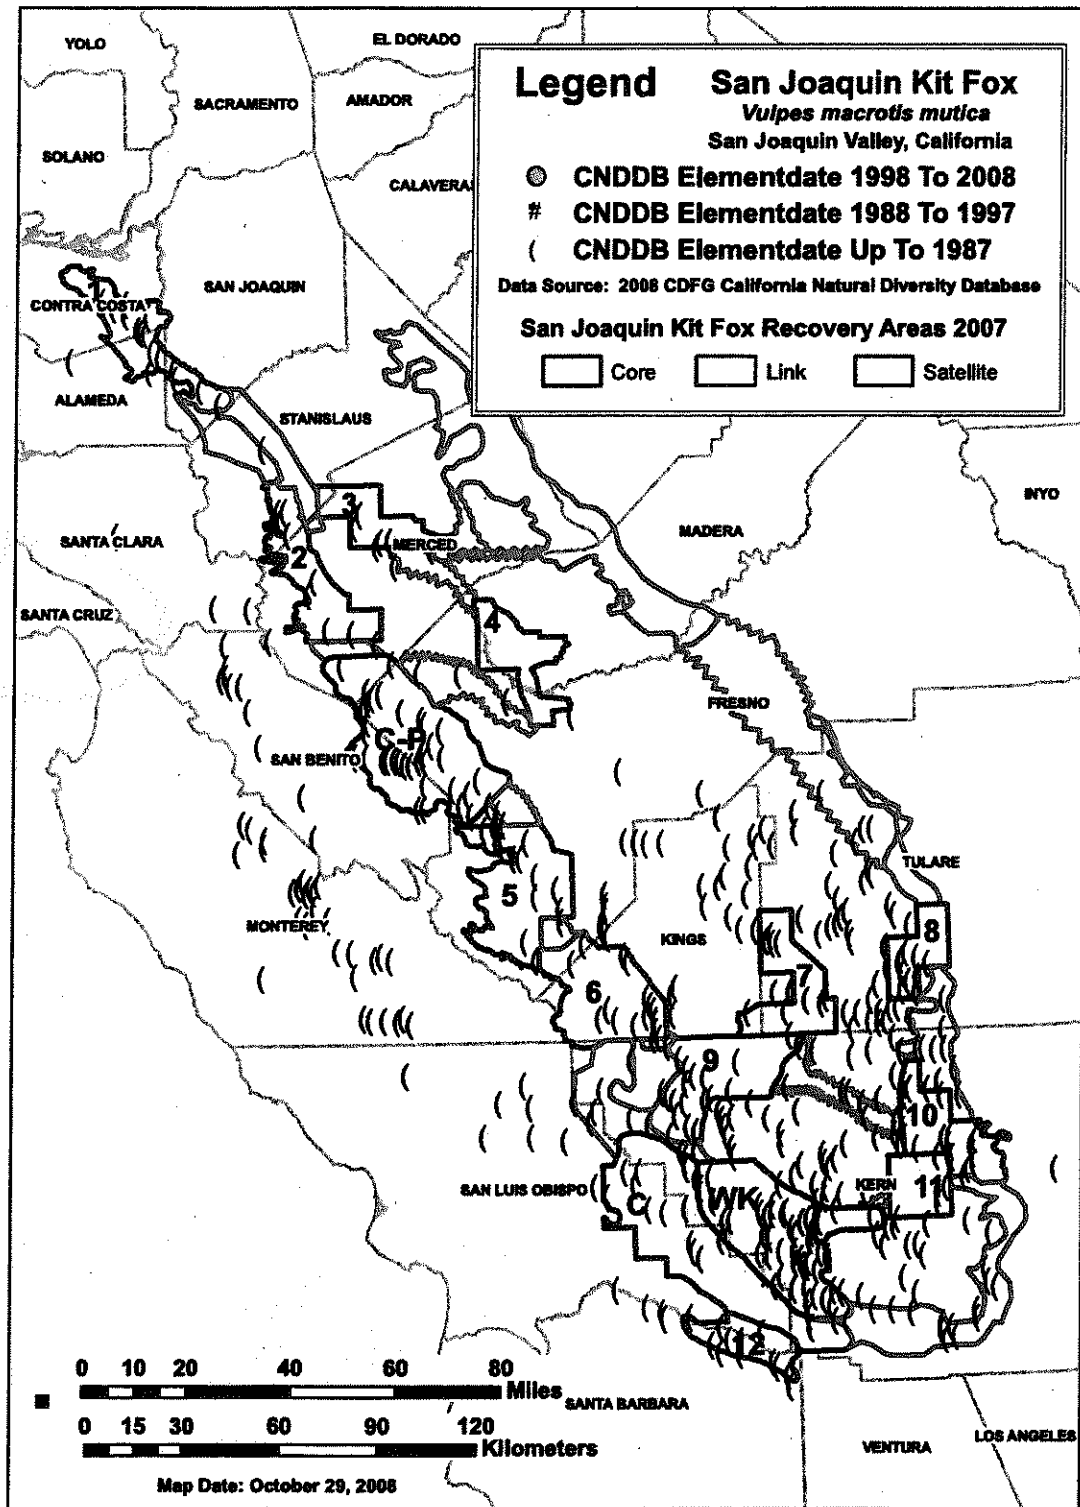 YOLO
EL DORADO
SACRAMENTO
AMADOR
SOLANO
CALAVERAS
Legend
San Joaquin Kit Fox
Vulpes macrotis mutica
San Joaquin Valley, California
CNDDB Elementdate 1998 To 2008
# CNDDB Elementdate 1988 To 1997
( CNDDB Elementdate Up To 1987
Data Source: 2008 CDFG California Natural Diversity Database
San Joaquin Kit Fox Recovery Areas 2007
Core
Link
Satellite
SAN JOAQUIN
CONTRA COSTA
ALAMEDA
STANISLAUS
INYO
3
MADERA
SANTA CLARA
MERCED
2
SANTA CRUZ
4
FRESNO
C-P
SAN BENITO
TULARE
5
MONTEREY
KINGS
8
7
6
9
10
KERN
11
SAN LUIS OBISPO
C
WK
12
0 10 20 40 60 80
Miles
SANTA BARBARA
0 15 30 60 90 120
Kilometers
VENTURA
LOS ANGELES
Map Date: October 29, 2008